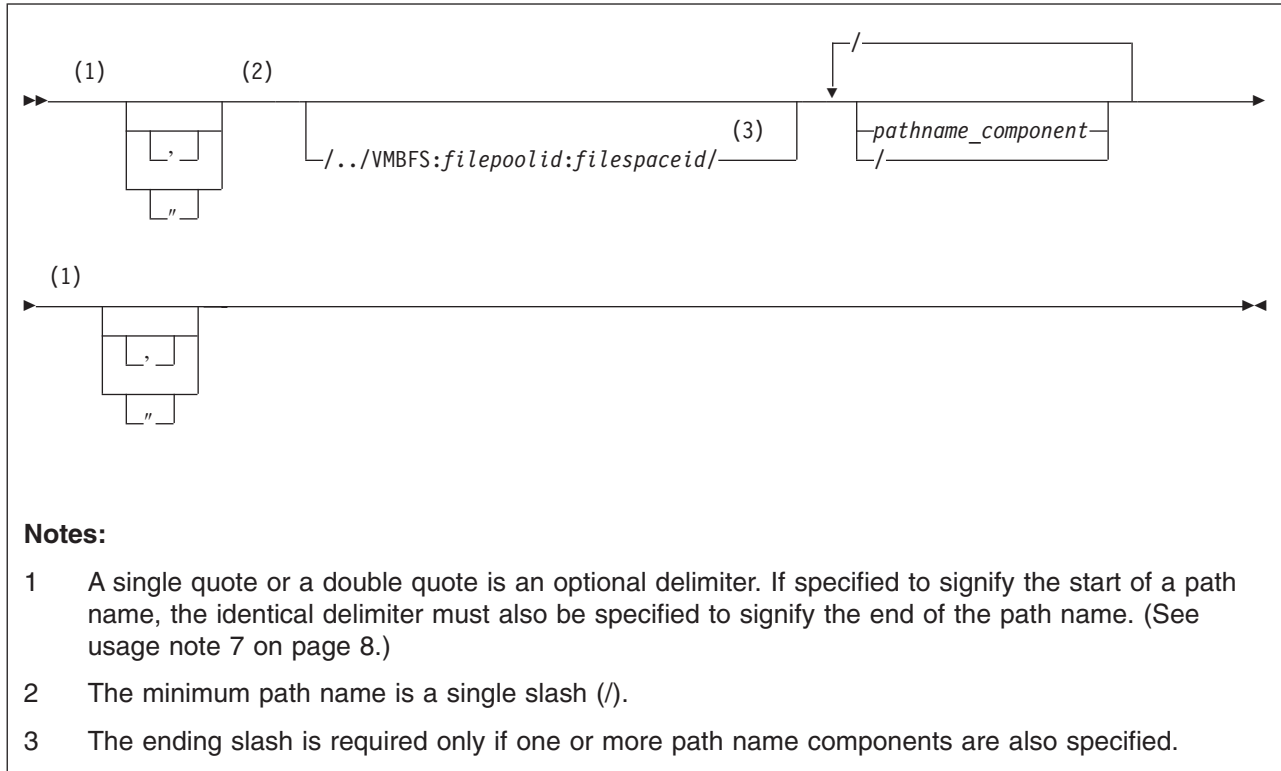 (1) (2) /
, /../VMBFS:filepoolid:filespaceid/ (3) pathname_component
" /
(1)
,
"
Notes:
1 A single quote or a double quote is an optional delimiter. If specified to signify the start of a path
name, the identical delimiter must also be specified to signify the end of the path name. (See
usage note 7 on page 8.)
2 The minimum path name is a single slash (/).
3 The ending slash is required only if one or more path name components are also specified.